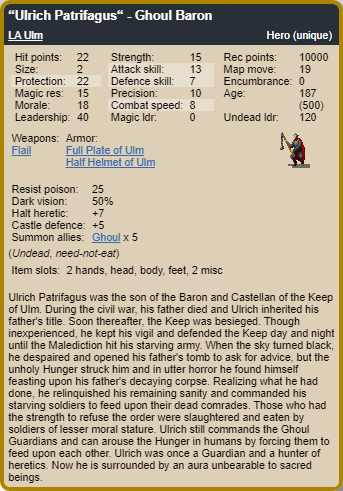 “Ulrich Patrifagus“ - Ghoul Baron
LA Ulm Hero (unique)
Hit points: 22 Strength: 15 Rec points: 10000
Size: 2 Attack skill: 13 Map move: 19
Protection: 22 Defence skill: 7 Encumbrance: 0
Magic res: 15 Precision: 10 Age: 187
Morale: 18 Combat speed: 8 (500)
Leadership: 40 Magic ldr: 0 Undead ldr: 120
Weapons: Armor:
Flail Full Plate of Ulm
Half Helmet of Ulm
Resist poison: 25
Dark vision: 50%
Halt heretic: +7
Castle defence: +5
Summon allies: Ghoul x 5
(Undead, need-not-eat)
Item slots: 2 hands, head, body, feet, 2 misc
Ulrich Patrifagus was the son of the Baron and Castellan of the Keep
of Ulm. During the civil war, his father died and Ulrich inherited his
father's title. Soon thereafter, the Keep was besieged. Though
inexperienced, he kept his vigil and defended the Keep day and night
until the Malediction hit his starving army. When the sky turned black,
he despaired and opened his father's tomb to ask for advice, but the
unholy Hunger struck him and in utter horror he found himself
feasting upon his father's decaying corpse. Realizing what he had
done, he relinquished his remaining sanity and commanded his
starving soldiers to feed upon their dead comrades. Those who had
the strength to refuse the order were slaughtered and eaten by
soldiers of lesser moral stature. Ulrich still commands the Ghoul
Guardians and can arouse the Hunger in humans by forcing them to
feed upon each other. Ulrich was once a Guardian and a hunter of
heretics. Now he is surrounded by an aura unbearable to sacred
beings.